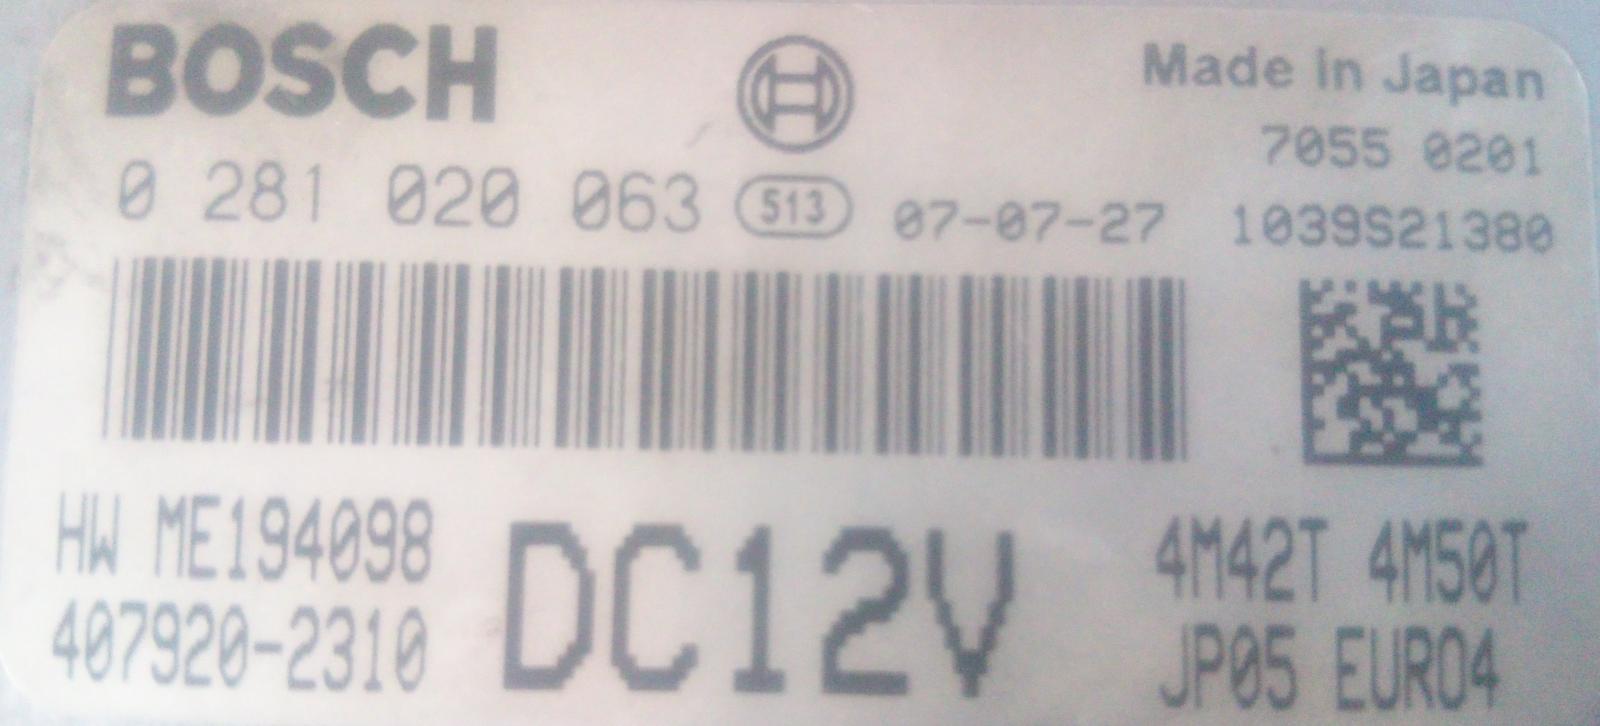 BOSCH
Made in Japan
7055 0201
0 281 020 063 513 07-07-27 1039S21380
HW ME194098
407920-2310
DC12V
4M42T 4M50T
JP05 EURO4